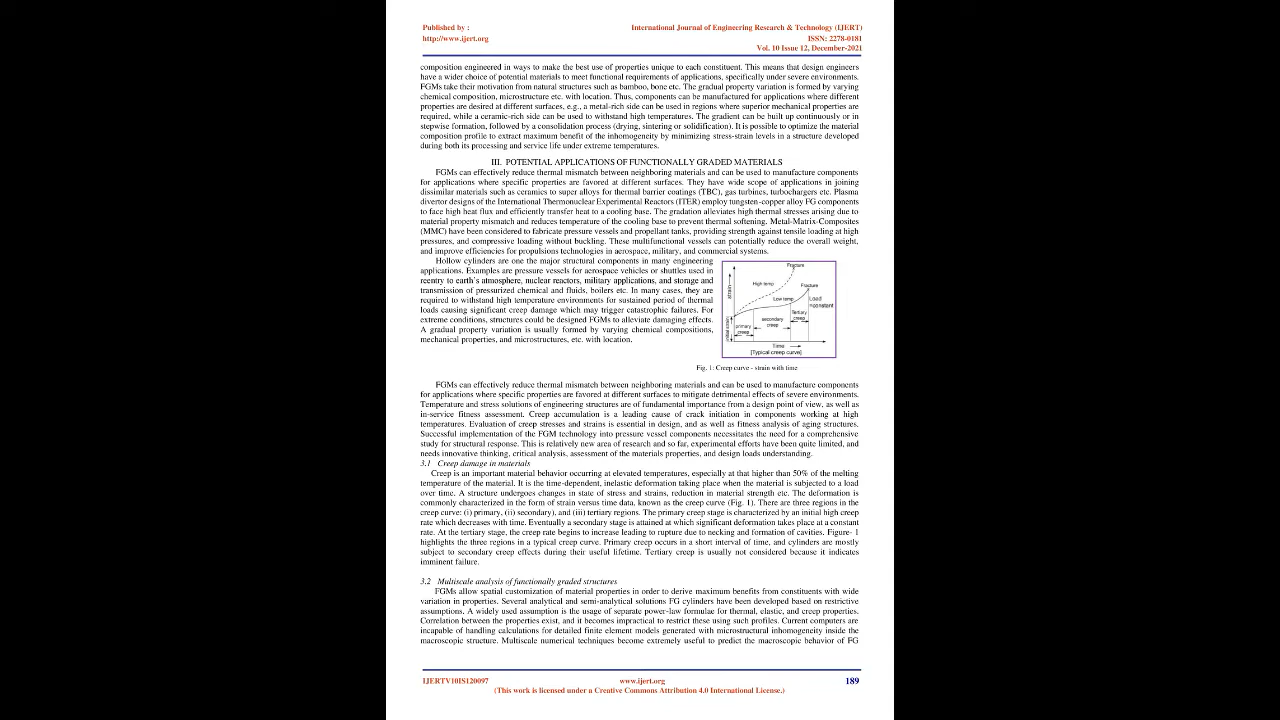 Published by :
International Journal of Engineering Research & Technology (IJERT)
http://www.ijert.org
ISSN: 2278-0181
Vol. 10 Issue 12, December-2021
composition engineered in ways to make the best use of properties unique to each constituent. This means that design engineers
have a wider choice of potential materials to meet functional requirements of applications, specifically under severe environments.
FGMs take their motivation from natural structures such as bamboo, bone etc. The gradual property variation is formed by varying
chemical composition, microstructure etc. with location. Thus, components can be manufactured for applications where different
properties are desired at different surfaces, e.g., a metal-rich side can be used in regions where superior mechanical properties are
required, while a ceramic-rich side can be used to withstand high temperatures. The gradient can be built up continuously or in
stepwise formation, followed by a consolidation process (drying, sintering or solidification). It is possible to optimize the material
composition profile to extract maximum benefit of the inhomogeneity by minimizing stress-strain levels in a structure developed
during both its processing and service life under extreme temperatures.
III. POTENTIAL APPLICATIONS OF FUNCTIONALLY GRADED MATERIALS
FGMs can effectively reduce thermal mismatch between neighboring materials and can be used to manufacture components
for applications where specific properties are favored at different surfaces. They have wide scope of applications in joining
dissimilar materials such as ceramics to super alloys for thermal barrier coatings (TBC), gas turbines, turbochargers etc. Plasma
divertor designs of the International Thermonuclear Experimental Reactors (ITER) employ tungsten-copper alloy FG components
to face high heat flux and efficiently transfer heat to a cooling base. The gradation alleviates high thermal stresses arising due to
material property mismatch and reduces temperature of the cooling base to prevent thermal softening. Metal-Matrix-Composites
(MMC) have been considered to fabricate pressure vessels and propellant tanks, providing strength against tensile loading at high
pressures, and compressive loading without buckling. These multifunctional vessels can potentially reduce the overall weight,
and improve efficiencies for propulsions technologies in aerospace, military, and commercial systems.
Hollow cylinders are one the major structural components in many engineering
applications. Examples are pressure vessels for aerospace vehicles or shuttles used in
reentry to earth's atmosphere, nuclear reactors, military applications, and storage and
transmission of pressurized chemical and fluids, boilers etc. In many cases, they are
required to withstand high temperature environments for sustained period of thermal
loads causing significant creep damage which may trigger catastrophic failures. For
extreme conditions, structures could be designed FGMs to alleviate damaging effects.
A gradual property variation is usually formed by varying chemical compositions,
mechanical properties, and microstructures, etc. with location.
Fracture
High temp
Fracture
strain
Low temp
Load =constant
Tertiary creep
secondary creep
primary creep
initial strain
Time
[Typical creep curve]
Fig. 1: Creep curve - strain with time
FGMs can effectively reduce thermal mismatch between neighboring materials and can be used to manufacture components
for applications where specific properties are favored at different surfaces to mitigate detrimental effects of severe environments.
Temperature and stress solutions of engineering structures are of fundamental importance from a design point of view, as well as
in-service fitness assessment. Creep accumulation is a leading cause of crack initiation in components working at high
temperatures. Evaluation of creep stresses and strains is essential in design, and as well as fitness analysis of aging structures.
Successful implementation of the FGM technology into pressure vessel components necessitates the need for a comprehensive
study for structural response. This is relatively new area of research and so far, experimental efforts have been quite limited, and
needs innovative thinking, critical analysis, assessment of the materials properties, and design loads understanding.
3.1 Creep damage in materials
Creep is an important material behavior occurring at elevated temperatures, especially at that higher than 50% of the melting
temperature of the material. It is the time-dependent, inelastic deformation taking place when the material is subjected to a load
over time. A structure undergoes changes in state of stress and strains, reduction in material strength etc. The deformation is
commonly characterized in the form of strain versus time data, known as the creep curve (Fig. 1). There are three regions in the
creep curve: (i) primary, (ii) secondary), and (iii) tertiary regions. The primary creep stage is characterized by an initial high creep
rate which decreases with time. Eventually a secondary stage is attained at which significant deformation takes place at a constant
rate. At the tertiary stage, the creep rate begins to increase leading to rupture due to necking and formation of cavities. Figure- 1
highlights the three regions in a typical creep curve. Primary creep occurs in a short interval of time, and cylinders are mostly
subject to secondary creep effects during their useful lifetime. Tertiary creep is usually not considered because it indicates
imminent failure.
3.2 Multiscale analysis of functionally graded structures
FGMs allow spatial customization of material properties in order to derive maximum benefits from constituents with wide
variation in properties. Several analytical and semi-analytical solutions FG cylinders have been developed based on restrictive
assumptions. A widely used assumption is the usage of separate power-law formulae for thermal, elastic, and creep properties.
Correlation between the properties exist, and it becomes impractical to restrict these using such profiles. Current computers are
incapable of handling calculations for detailed finite element models generated with microstructural inhomogeneity inside the
macroscopic structure. Multiscale numerical techniques become extremely useful to predict the macroscopic behavior of FG
IJERTV10IS120097
www.ijert.org
189
(This work is licensed under a Creative Commons Attribution 4.0 International License.)